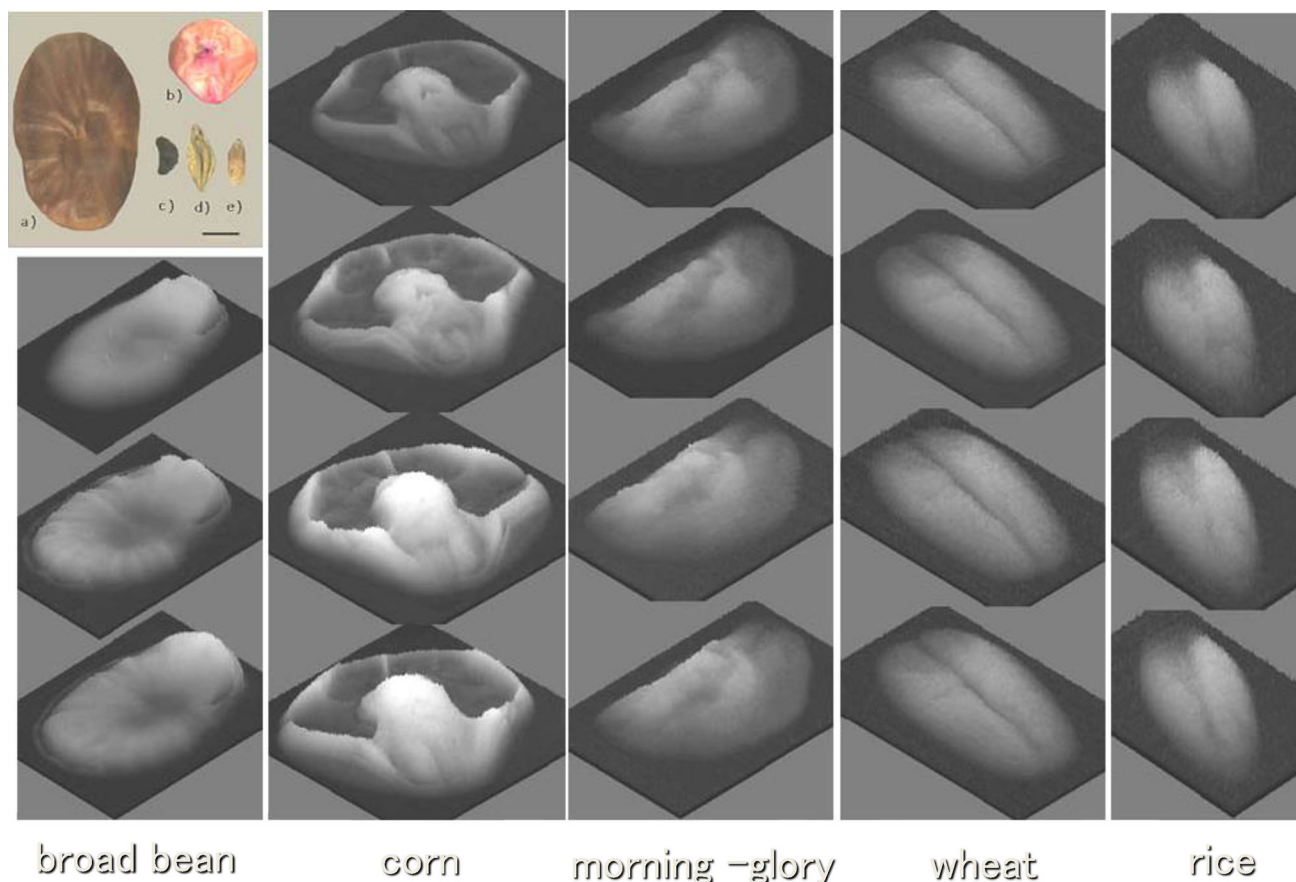 b)
a)
c) d) e)
broad bean corn morning -glory wheat rice